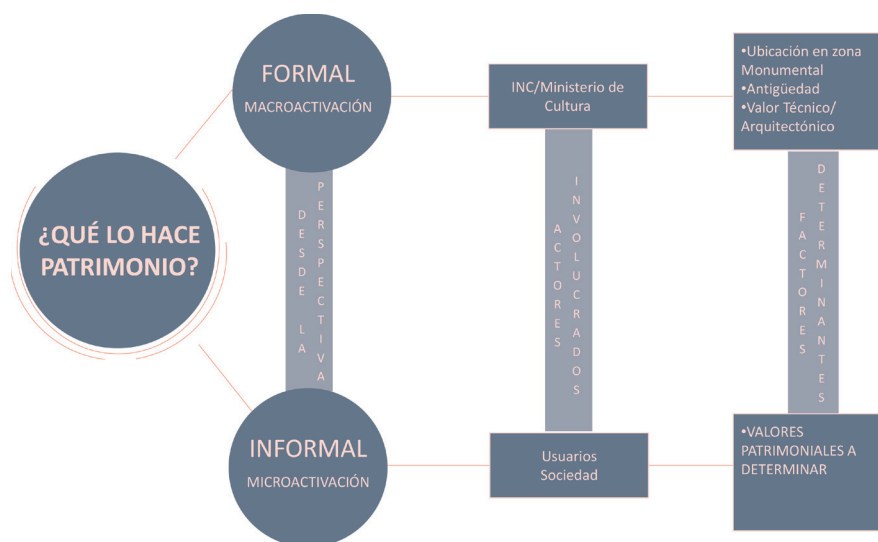 ¿QUÉ LO HACE
PATRIMONIO?
FORMAL
MACROACTIVACIÓN
INC/Ministerio de
Cultura
•Ubicación en zona
Monumental
•Antigüedad
•Valor Técnico/
Arquitectónico
DESDE LA
PERSPECTIVA
ACTORES
INVOLUCRADOS
FACTORES
DETERMINANTES
INFORMAL
MICROACTIVACIÓN
Usuarios
Sociedad
•VALORES
PATRIMONIALES A
DETERMINAR